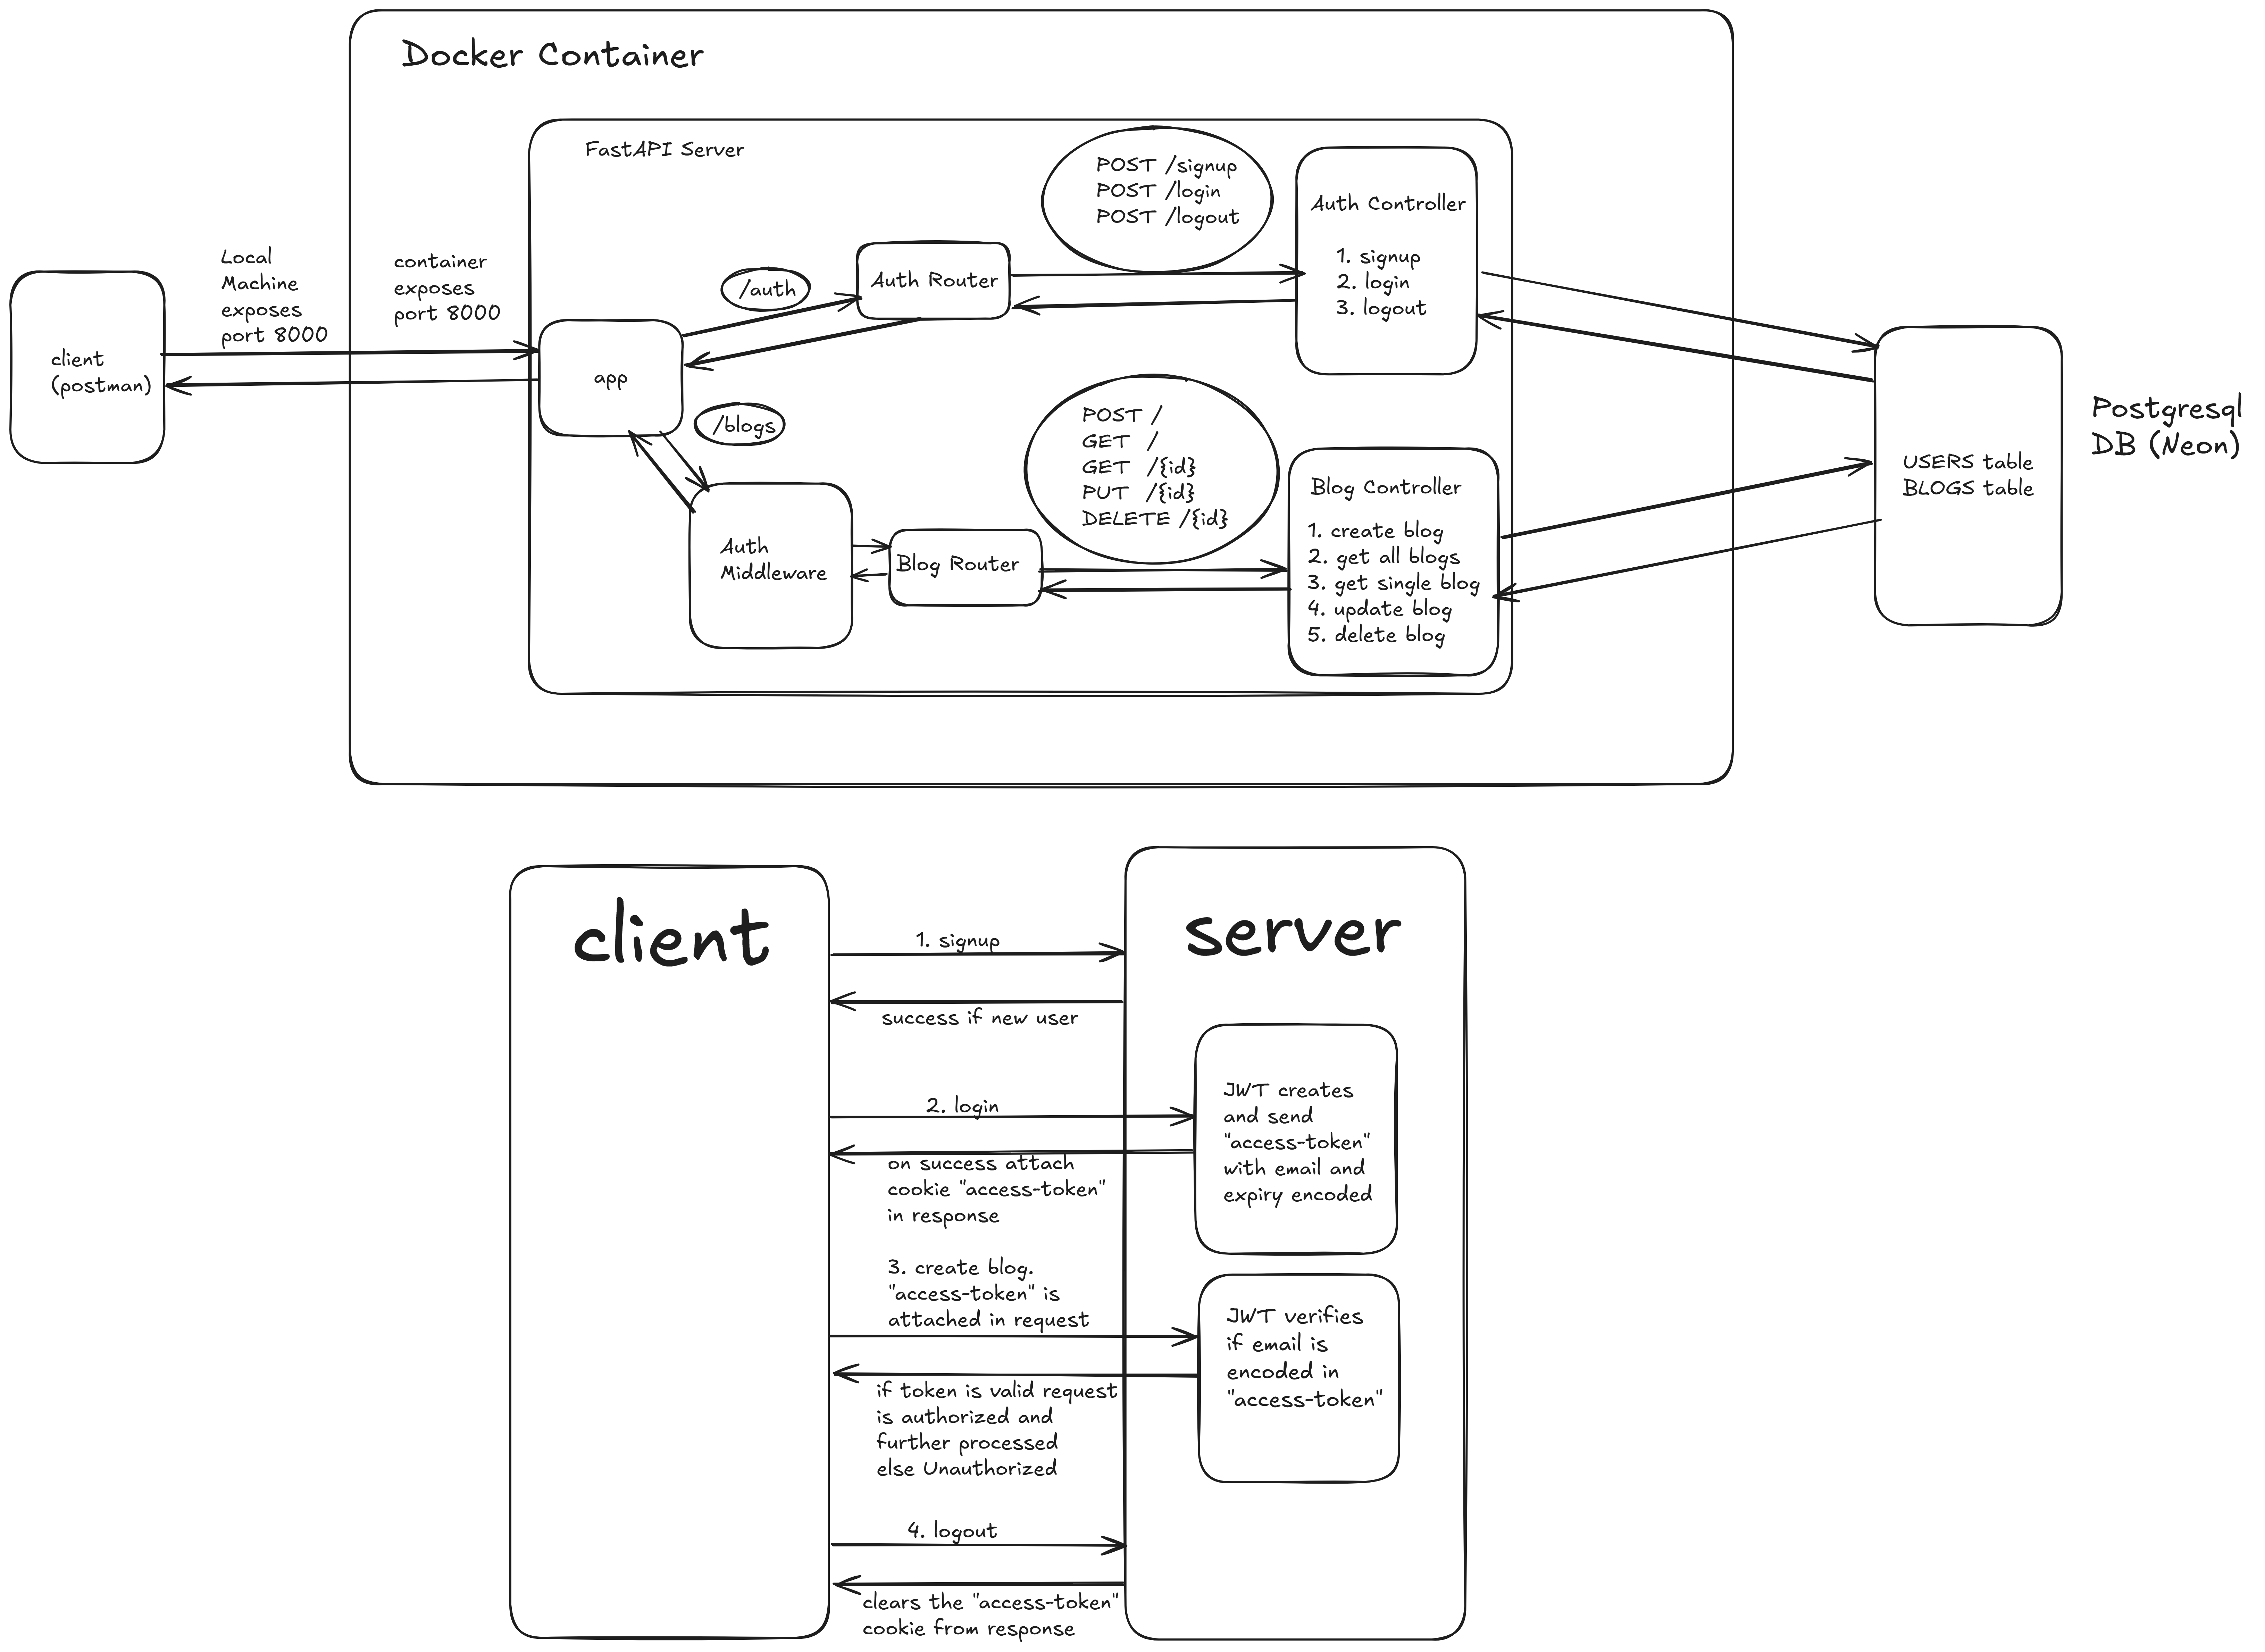 Docker Container
FastAPI Server
POST /signup
POST /login
POST /logout
Auth Controller
1. signup
2. login
3. logout
Local
Machine
exposes
port 8000
container
exposes
port 8000
/auth
Auth Router
client
(postman)
app
/blogs
POST /
GET /
GET /{id}
PUT /{id}
DELETE /{id}
Auth
Middleware
Blog Router
Blog Controller
1. create blog
2. get all blogs
3. get single blog
4. update blog
5. delete blog
USERS table
BLOGS table
Postgresql
DB (Neon)
client
server
1. signup
success if new user
2. login
JWT creates
and send
"access-token"
with email and
expiry encoded
on success attach
cookie "access-token"
in response
3. create blog.
"access-token" is
attached in request
JWT verifies
if email is
encoded in
"access-token"
if token is valid request
is authorized and
further processed
else Unauthorized
4. logout
clears the "access-token"
cookie from response